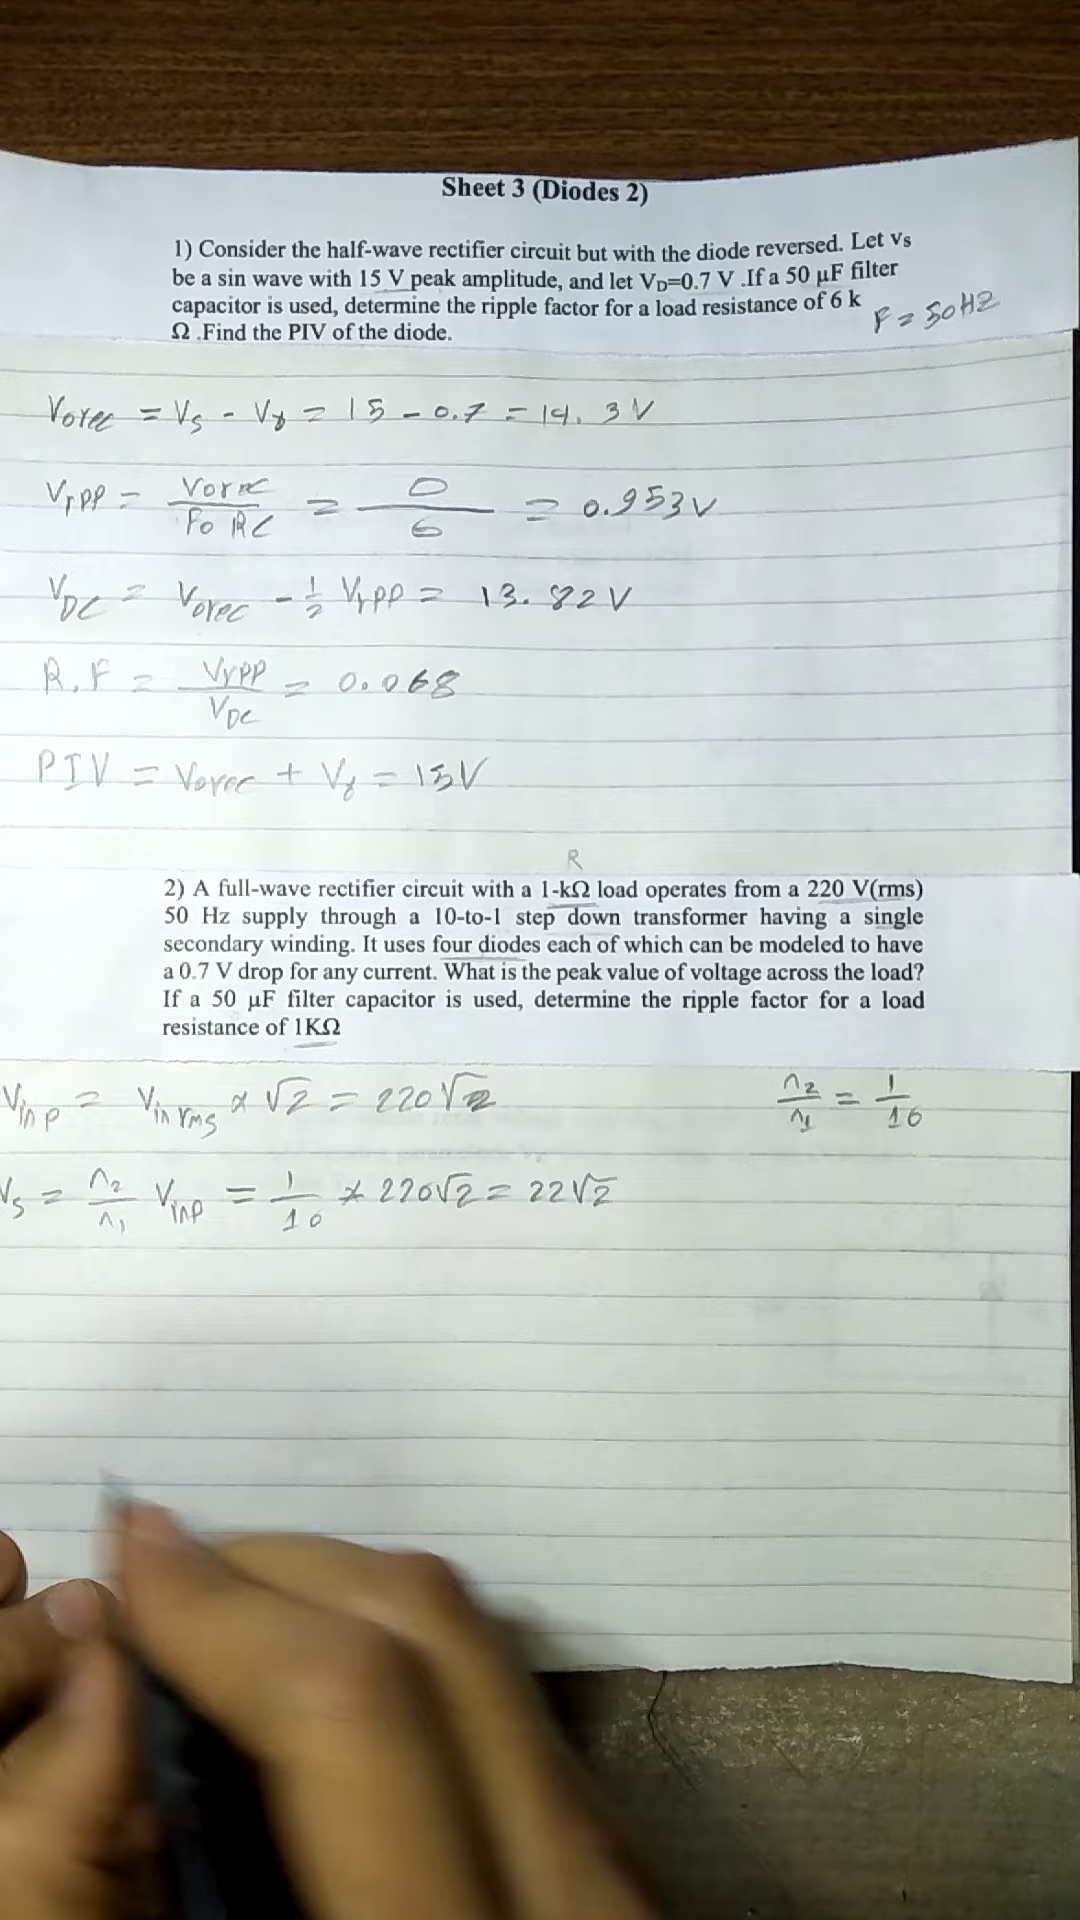 Sheet 3 (Diodes 2)
1) Consider the half-wave rectifier circuit but with the diode reversed. Let vs
be a sin wave with 15 V peak amplitude, and let VD=0.7 V .If a 50 μF filter
capacitor is used, determine the ripple factor for a load resistance of 6 k
Ω .Find the PIV of the diode.
F = 50HZ
Vorec = Vs - Vγ = 15 - 0.7 = 14.3V
Vrpp = Vorec / Fo RC = 0 / 6 = 0.953V
VDC = Vorec - 1/2 Vrpp = 13.82V
R.F = Vrpp / VDC = 0.068
PIV = Vorec + Vγ = 15V
R
2) A full-wave rectifier circuit with a 1-kΩ load operates from a 220 V(rms)
50 Hz supply through a 10-to-1 step down transformer having a single
secondary winding. It uses four diodes each of which can be modeled to have
a 0.7 V drop for any current. What is the peak value of voltage across the load?
If a 50 μF filter capacitor is used, determine the ripple factor for a load
resistance of 1KΩ
Vinp = Vin rms × √2 = 220√2
n2/n1 = 1/10
Vs = n2/n1 Vinp = 1/10 * 220√2 = 22√2